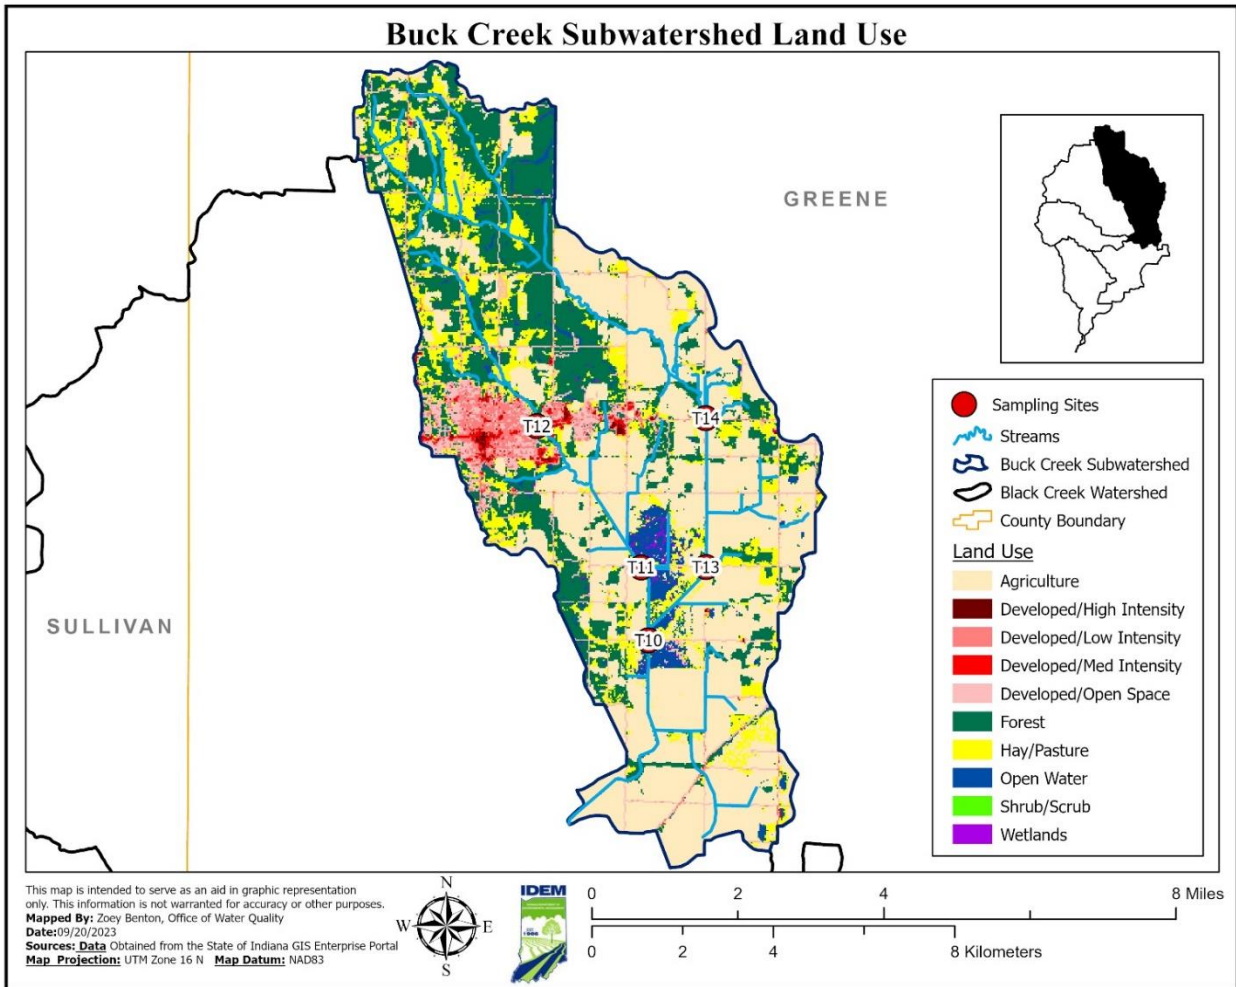 Buck Creek Subwatershed Land Use
GREENE
SULLIVAN
T12
T14
T11
T13
T10
Sampling Sites
Streams
Buck Creek Subwatershed
Black Creek Watershed
County Boundary
Land Use
Agriculture
Developed/High Intensity
Developed/Low Intensity
Developed/Med Intensity
Developed/Open Space
Forest
Hay/Pasture
Open Water
Shrub/Scrub
Wetlands
This map is intended to serve as an aid in graphic representation
only. This information is not warranted for accuracy or other purposes.
Mapped By: Zoey Benton, Office of Water Quality
Date:09/20/2023
Sources: Data Obtained from the State of Indiana GIS Enterprise Portal
Map Projection: UTM Zone 16 N Map Datum: NAD83
N
W E
S
IDEM
0 2 4 8 Miles
0 2 4 8 Kilometers